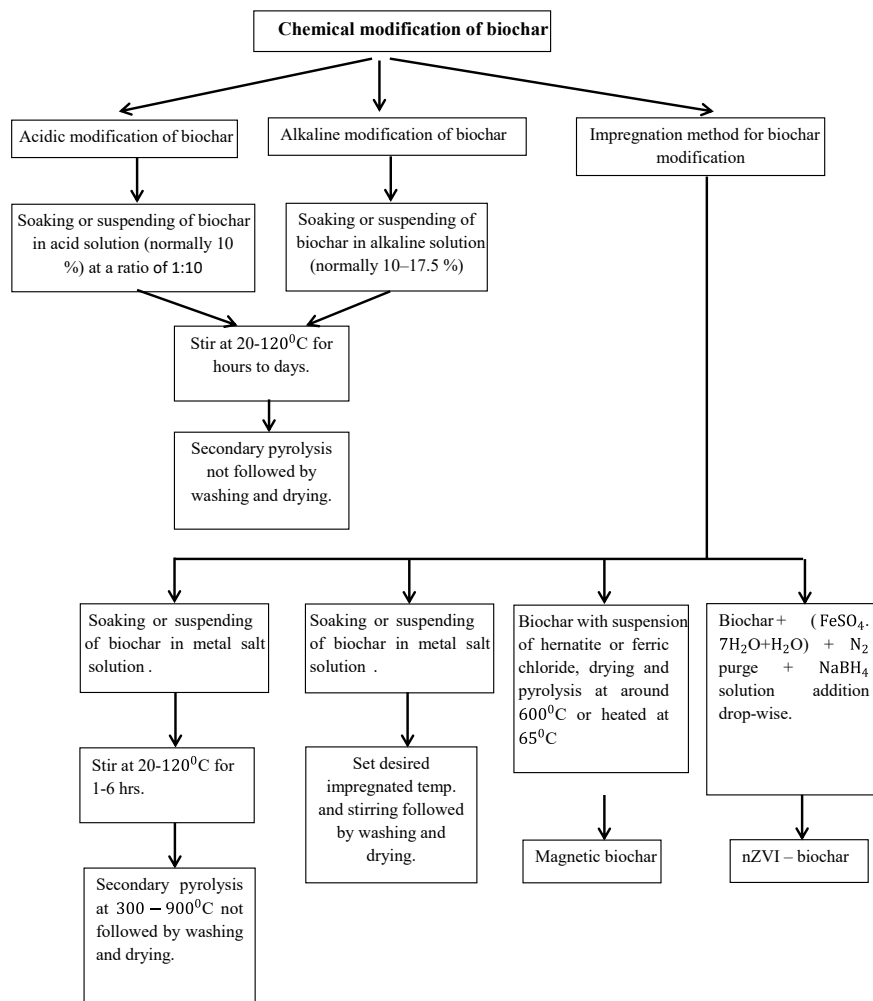 Chemical modification of biochar
Acidic modification of biochar
Alkaline modification of biochar
Impregnation method for biochar
modification
Soaking or suspending of biochar
in acid solution (normally 10
%) at a ratio of 1:10
Soaking or suspending of
biochar in alkaline solution
(normally 10–17.5 %)
Stir at 20-120⁰C for
hours to days.
Secondary pyrolysis
not followed by
washing and drying.
Soaking or suspending
of biochar in metal salt
solution .
Stir at 20-120⁰C for
1-6 hrs.
Secondary pyrolysis
at 300 – 900⁰C not
followed by washing
and drying.
Soaking or suspending
of biochar in metal salt
solution .
Set desired
impregnated temp.
and stirring followed
by washing and
drying.
Biochar with suspension
of hernatite or ferric
chloride, drying and
pyrolysis at around
600⁰C or heated at
65⁰C
Magnetic biochar
Biochar + ( FeSO₄.
7H₂O+H₂O) + N₂
purge + NaBH₄
solution addition
drop-wise.
nZVI – biochar